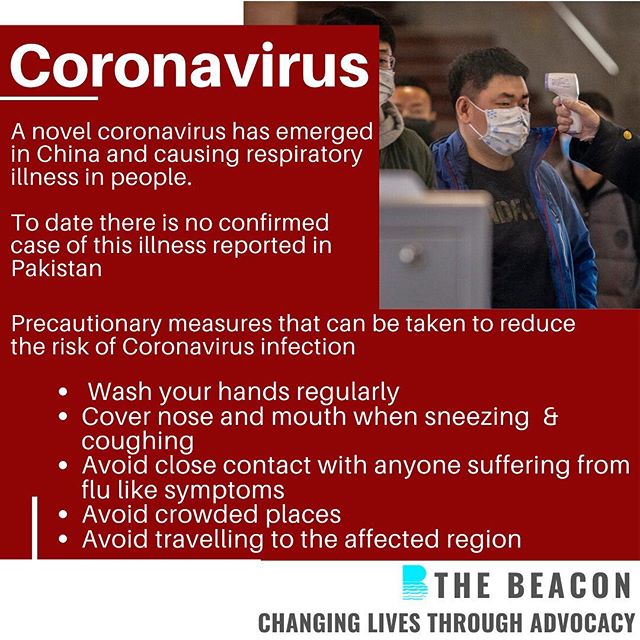 Coronavirus
A novel coronavirus has emerged
in China and causing respiratory
illness in people.
To date there is no confirmed
case of this illness reported in
Pakistan
Precautionary measures that can be taken to reduce
the risk of Coronavirus infection
• Wash your hands regularly
• Cover nose and mouth when sneezing &
coughing
• Avoid close contact with anyone suffering from
flu like symptoms
• Avoid crowded places
• Avoid travelling to the affected region
THE BEACON
CHANGING LIVES THROUGH ADVOCACY